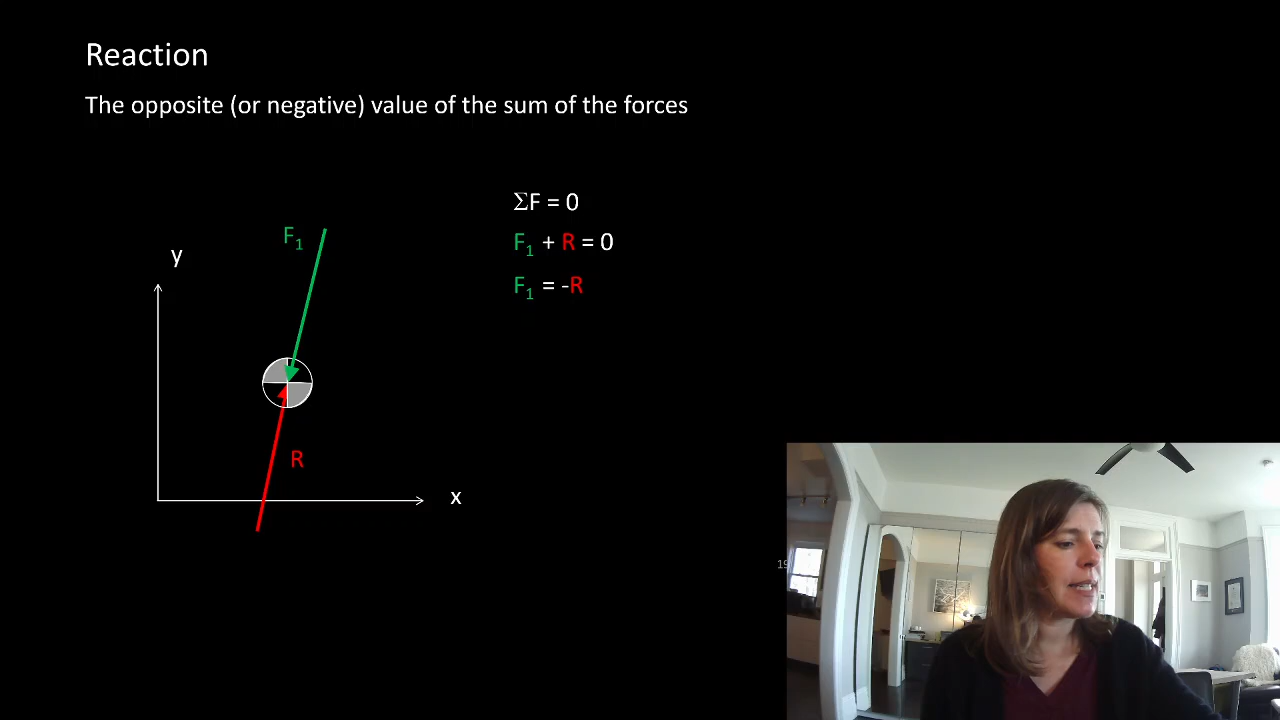 Reaction
The opposite (or negative) value of the sum of the forces
ΣF = 0
F₁ + R = 0
F₁ = -R
F₁
y
R
x